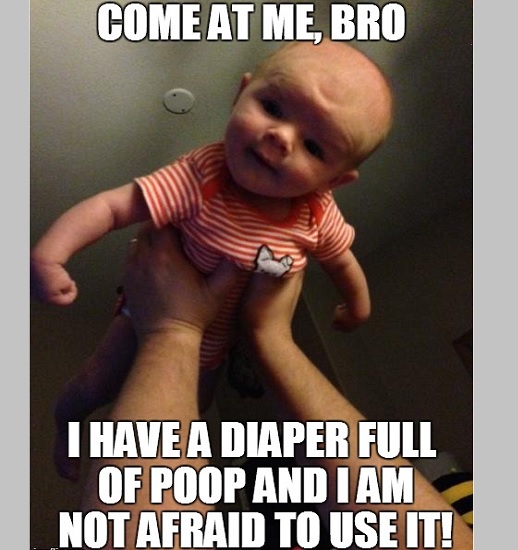 COME AT ME, BRO
I HAVE A DIAPER FULL
OF POOP AND I AM
NOT AFRAID TO USE IT!